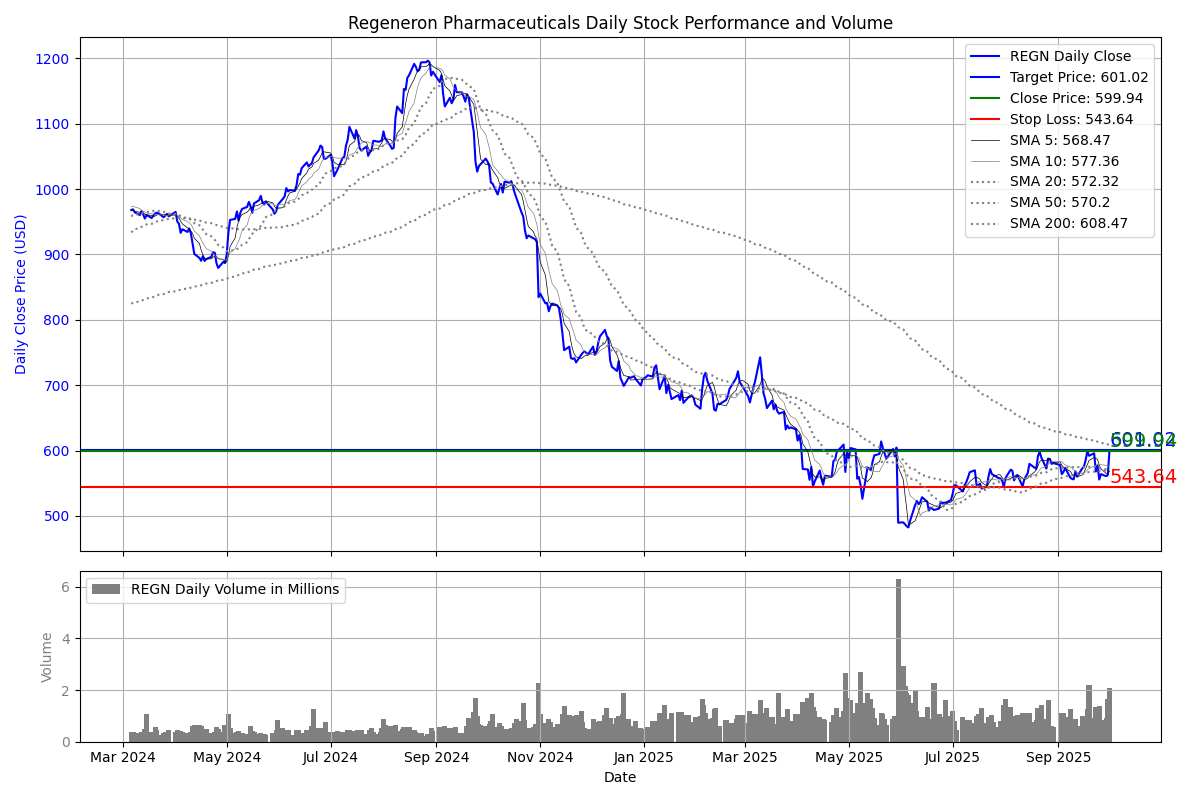 Regeneron Pharmaceuticals Daily Stock Performance and Volume
Daily Close Price (USD)
1200
1100
1000
900
800
700
600
500
REGN Daily Close
Target Price: 601.02
Close Price: 599.94
Stop Loss: 543.64
SMA 5: 568.47
SMA 10: 577.36
SMA 20: 572.32
SMA 50: 570.2
SMA 200: 608.47
601.02
599.94
543.64
Volume
6
4
2
0
REGN Daily Volume in Millions
Mar 2024
May 2024
Jul 2024
Sep 2024
Nov 2024
Jan 2025
Mar 2025
May 2025
Jul 2025
Sep 2025
Date